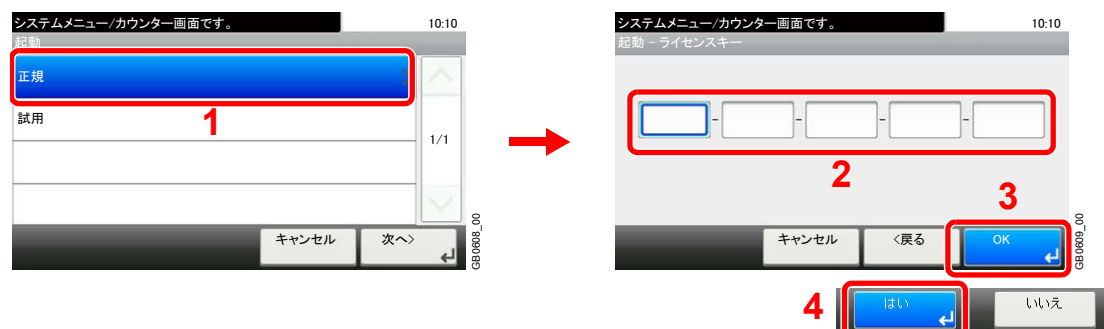 システムメニュー/カウンター画面です。
10:10
起動
正規
試用
1
1/1
キャンセル
次へ>
GB0608_00
システムメニュー/カウンター画面です。
10:10
起動 - ライセンスキー
- - - -
2
3
キャンセル
<戻る
OK
GB0609_00
4
はい
いいえ